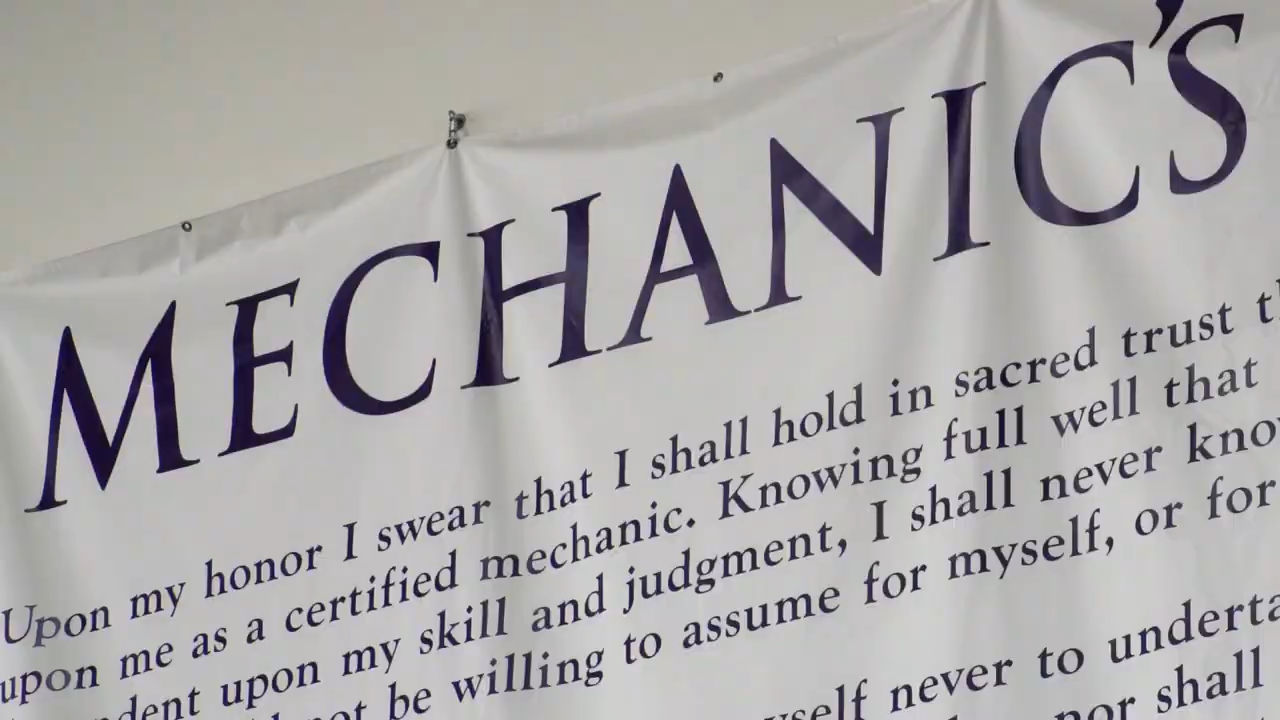 MECHANIC'S
Upon my honor I swear that I shall hold in sacred trust
upon me as a certified mechanic. Knowing full well that
upon my skill and judgment, I shall never
be willing to assume for myself, or for
never to
nor shall